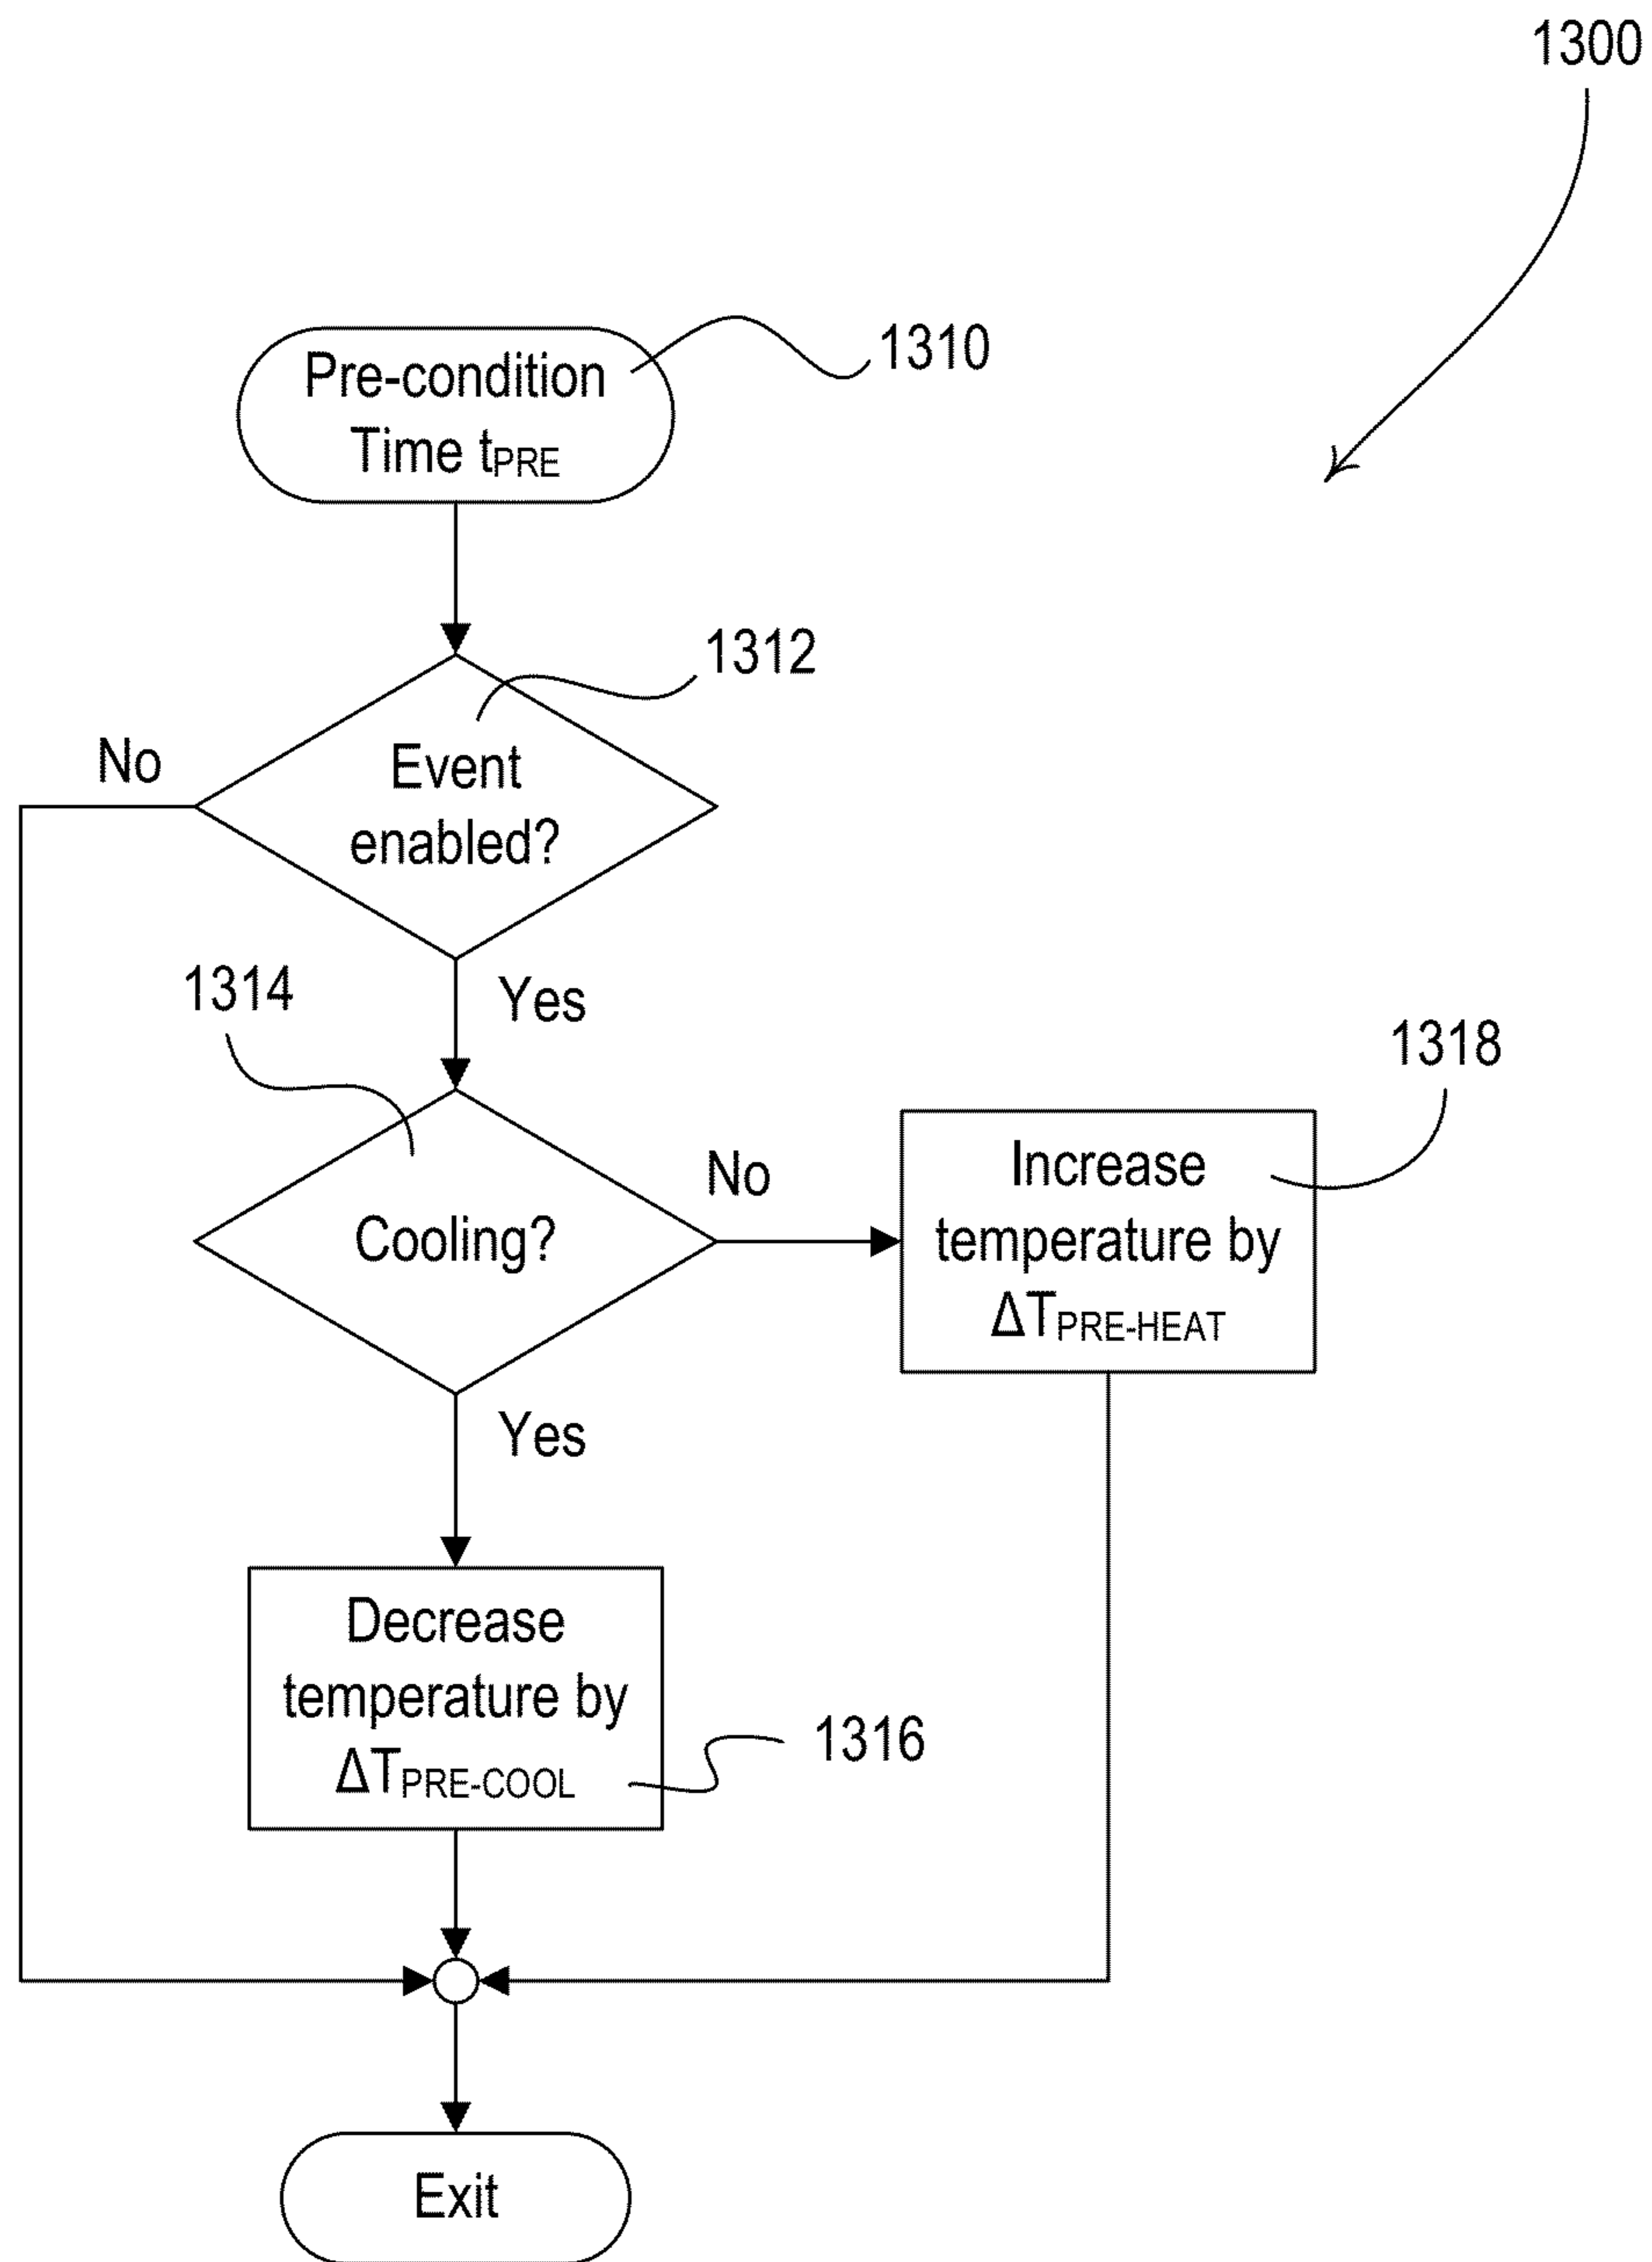 1300
Pre-condition
Time tPRE
1310
1312
No
Event
enabled?
Yes
1314
1318
No
Increase
temperature by
ΔTPRE-HEAT
Cooling?
Yes
Decrease
temperature by
ΔTPRE-COOL
1316
Exit